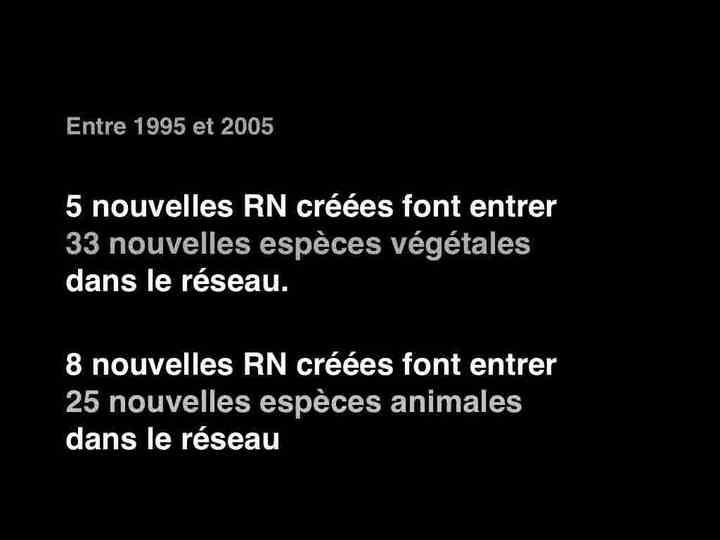 Entre 1995 et 2005
5 nouvelles RN créées font entrer
33 nouvelles espèces végétales
dans le réseau.
8 nouvelles RN créées font entrer
25 nouvelles espèces animales
dans le réseau